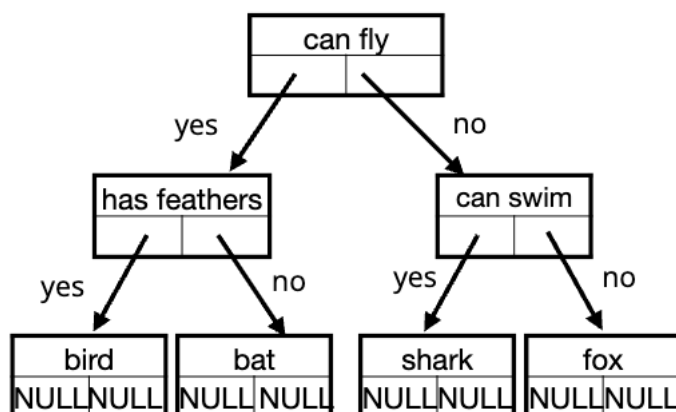 can fly
yes
no
has feathers
can swim
yes
no
yes
no
bird
bat
shark
fox
NULL NULL
NULL NULL
NULL NULL
NULL NULL